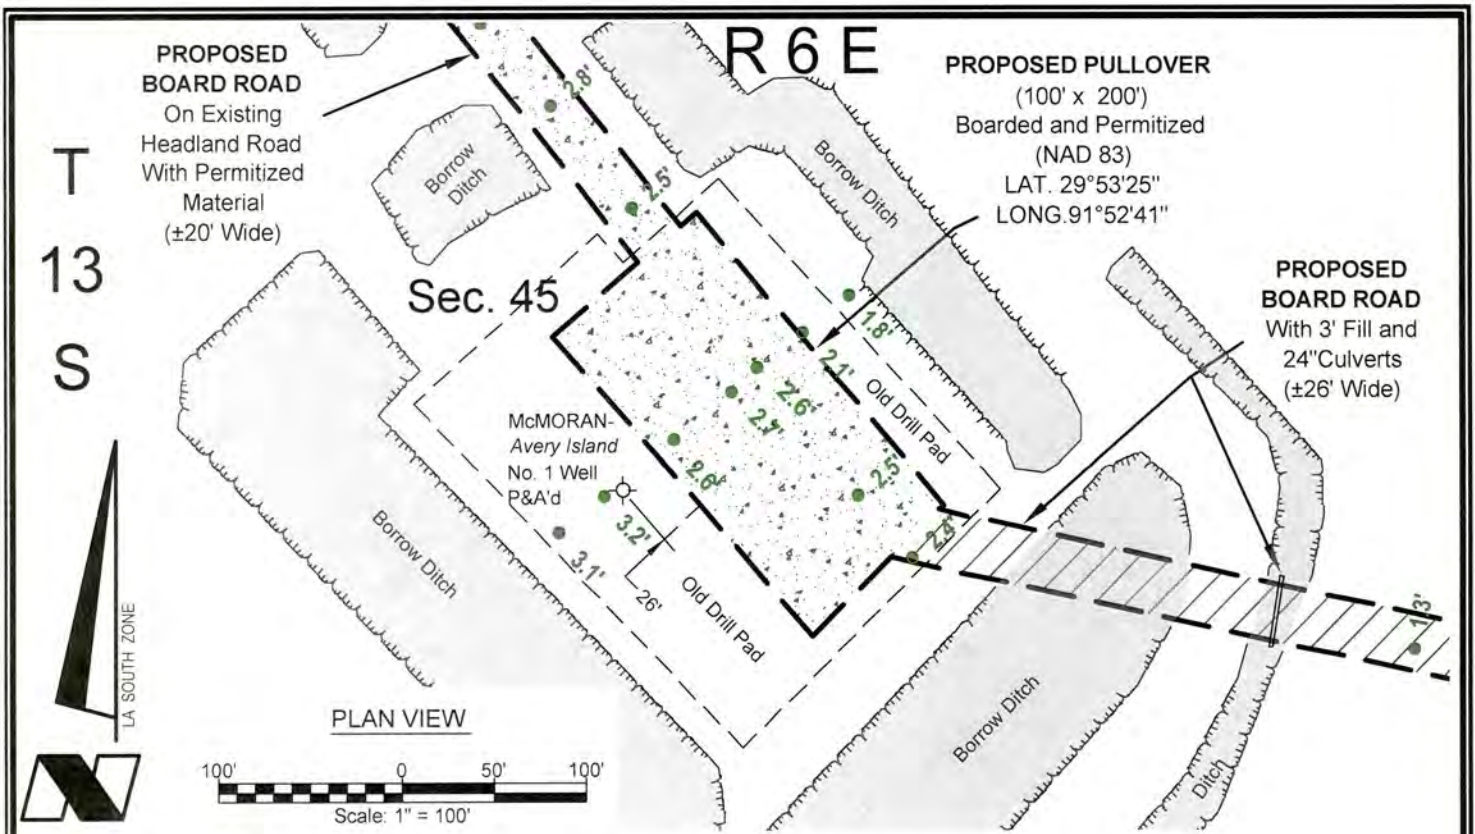 R 6 E
PROPOSED
BOARD ROAD
On Existing
Headland Road
With Permitized
Material
(±20' Wide)
PROPOSED PULLOVER
(100' x 200')
Boarded and Permitized
(NAD 83)
LAT. 29°53'25"
LONG.91°52'41"
PROPOSED
BOARD ROAD
With 3' Fill and
24"Culverts
(±26' Wide)
T
13
S
Sec. 45
2.8'
2.5'
Borrow
Ditch
Borrow Ditch
1.8'
2.1'
2.6'
2.7'
Old Drill Pad
McMORAN-
Avery Island
No. 1 Well
P&A'd
2.6'
2.5'
2.4'
3.2'
3.1'
26'
Old Drill Pad
Borrow Ditch
Borrow Ditch
Ditch
1.3'
LA SOUTH ZONE
PLAN VIEW
100' 0 50' 100'
Scale: 1" = 100'